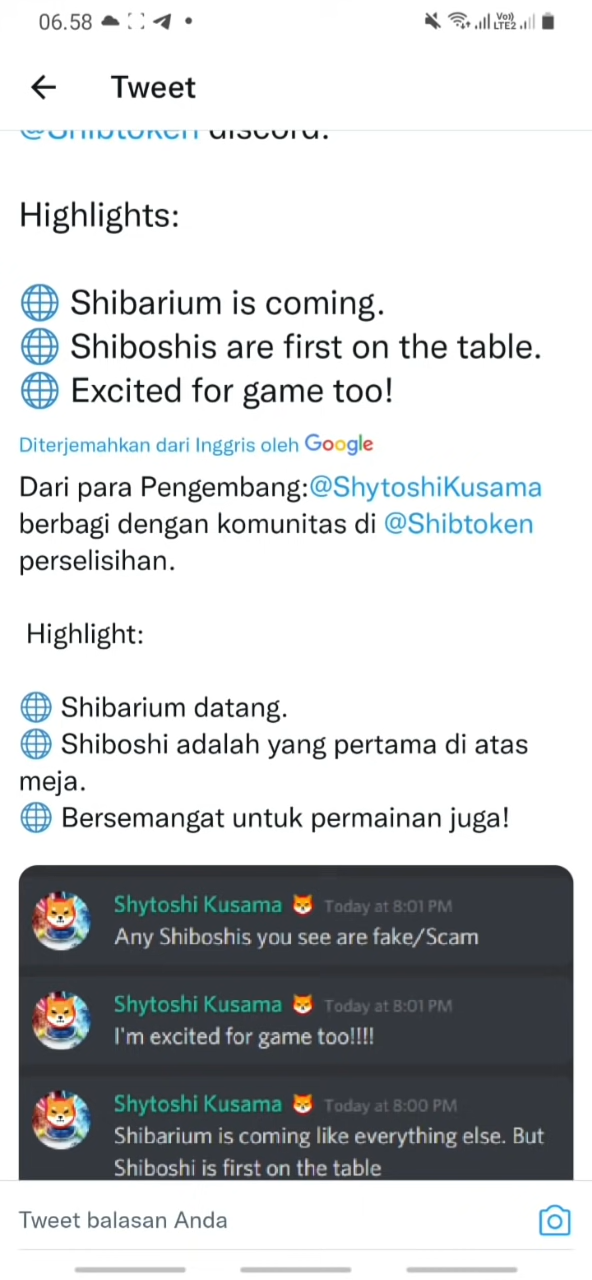 06.58
Vo))
LTE2
Tweet
@Shibtoken discord:
Highlights:
🌐 Shibarium is coming.
🌐 Shiboshis are first on the table.
🌐 Excited for game too!
Diterjemahkan dari Inggris oleh Google
Dari para Pengembang:@ShytoshiKusama
berbagi dengan komunitas di @Shibtoken
perselisihan.
Highlight:
🌐 Shibarium datang.
🌐 Shiboshi adalah yang pertama di atas
meja.
🌐 Bersemangat untuk permainan juga!
Shytoshi Kusama 🦊 Today at 8:01 PM
Any Shiboshis you see are fake/Scam
Shytoshi Kusama 🦊 Today at 8:01 PM
I'm excited for game too!!!!
Shytoshi Kusama 🦊 Today at 8:00 PM
Shibarium is coming like everything else. But
Shiboshi is first on the table
Tweet balasan Anda